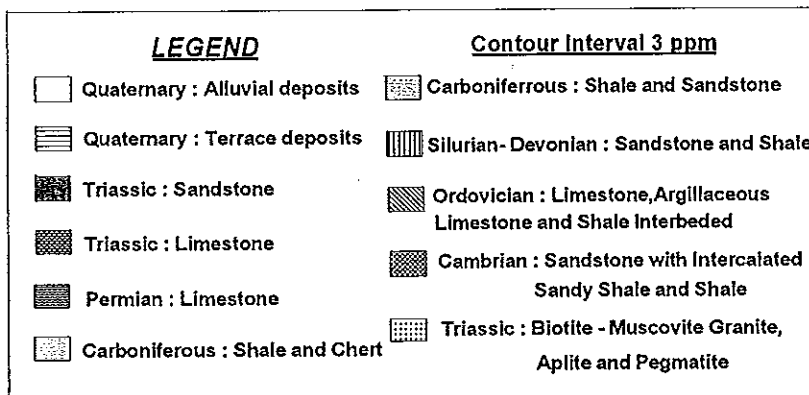 LEGEND
Quaternary : Alluvial deposits
Quaternary : Terrace deposits
Triassic : Sandstone
Triassic : Limestone
Permian : Limestone
Carboniferous : Shale and Chert
Contour Interval 3 ppm
Carboniferrous : Shale and Sandstone
Silurian- Devonian : Sandstone and Shale
Ordovician : Limestone,Argillaceous
Limestone and Shale Interbeded
Cambrian : Sandstone with Intercalated
Sandy Shale and Shale
Triassic : Biotite - Muscovite Granite,
Aplite and Pegmatite